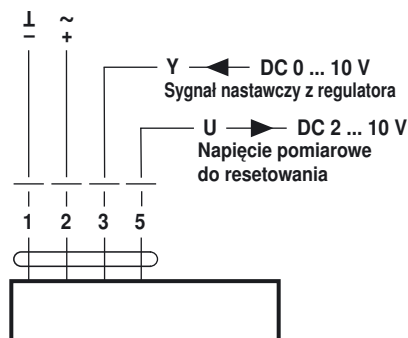 ⊥ ~
− +
Y DC 0 ... 10 V
Sygnał nastawczy z regulatora
U DC 2 ... 10 V
Napięcie pomiarowe
do resetowania
1 2 3 5